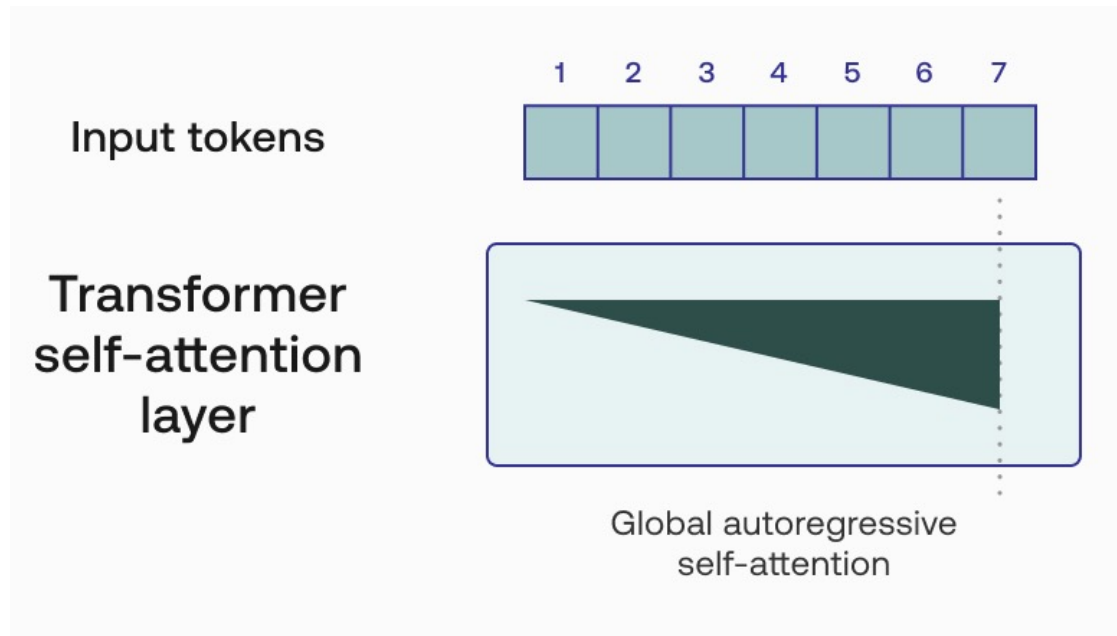 1 2 3 4 5 6 7
Input tokens
Transformer
self-attention
layer
Global autoregressive
self-attention